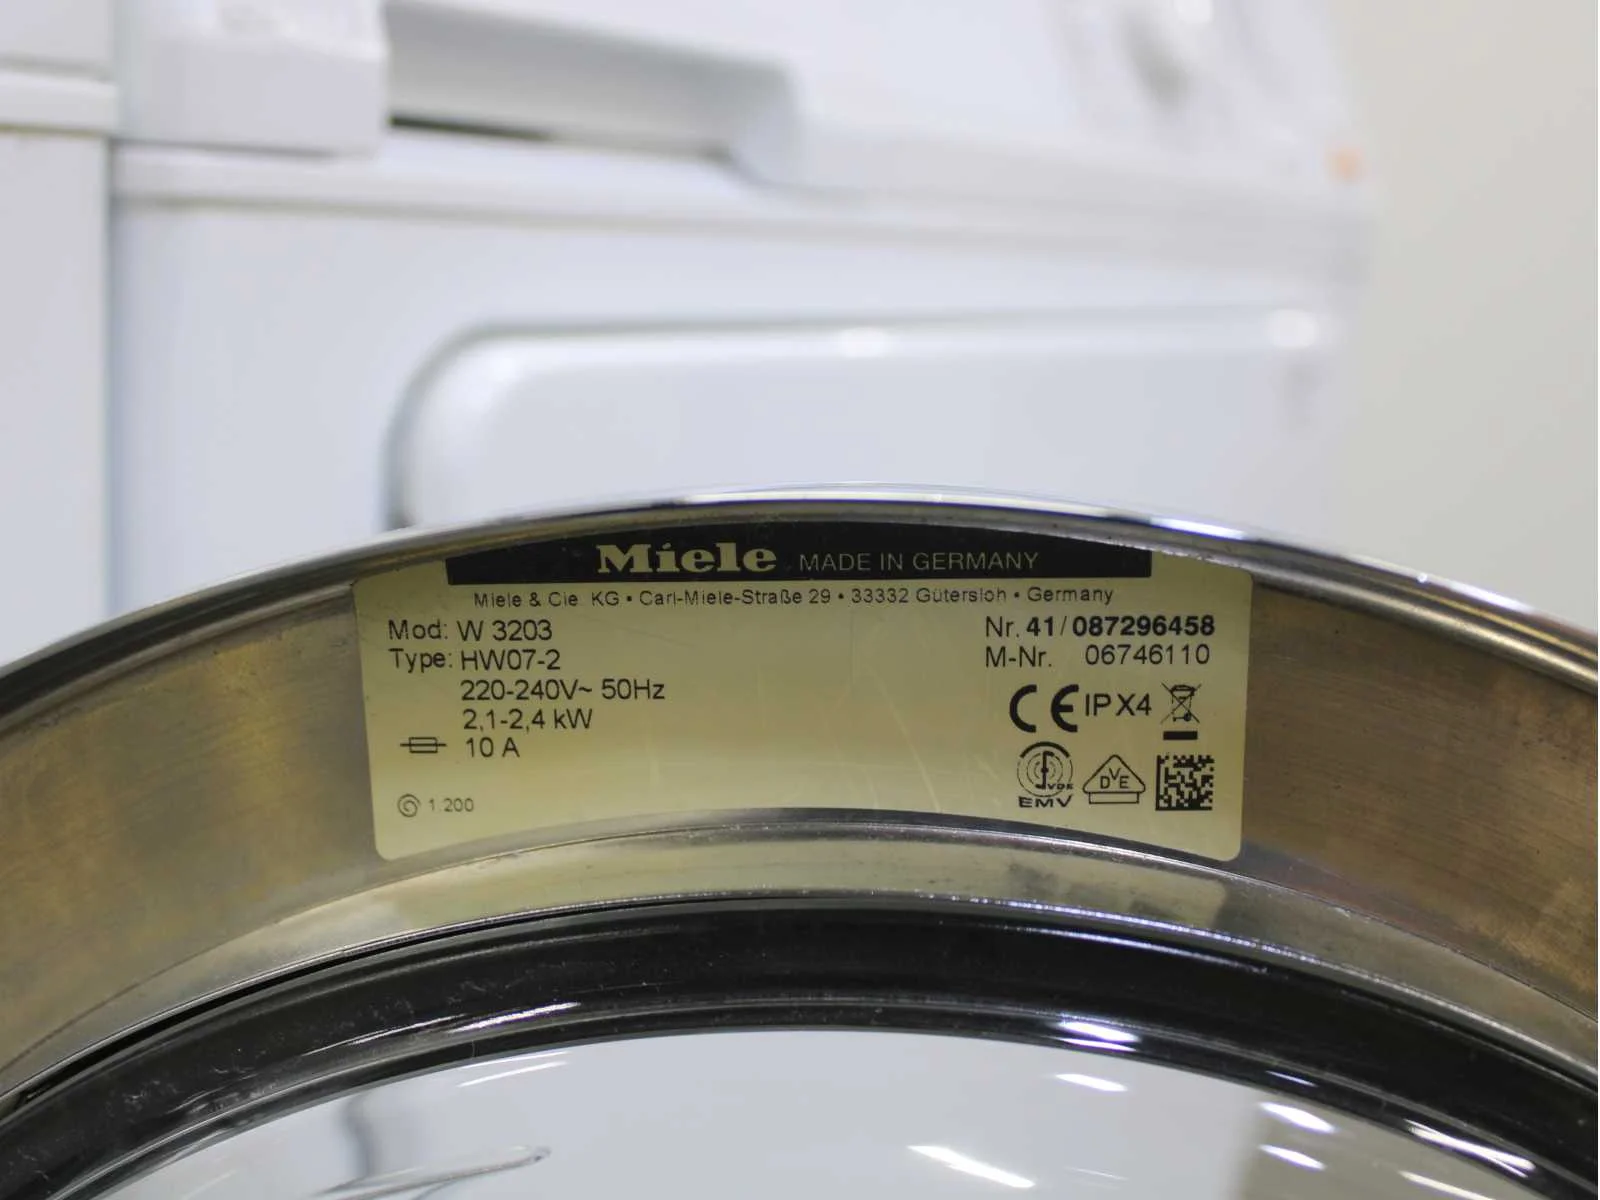 Miele MADE IN GERMANY
Miele & Cie. KG • Carl-Miele-Straße 29 • 33332 Gütersloh • Germany
Mod: W 3203
Nr. 41/087296458
Type: HW07-2
M-Nr. 06746110
220-240V~ 50Hz
2,1-2,4 kW
10 A
CE IPX4
VDE
EMV
DVE
1:200